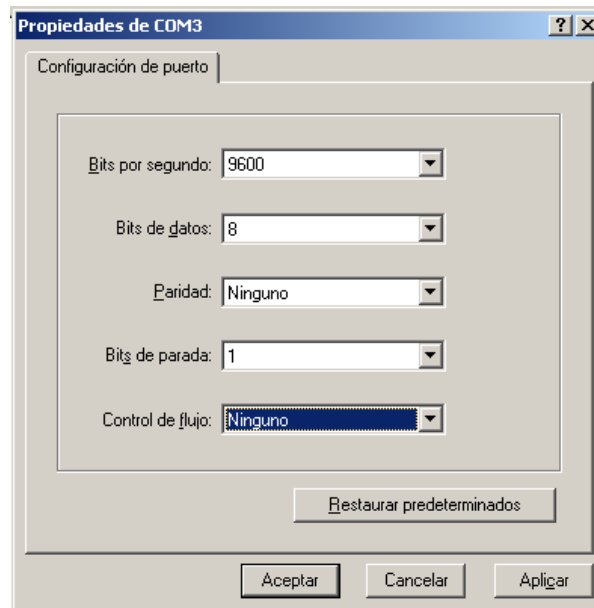 Propiedades de COM3
Configuración de puerto
Bits por segundo: 9600
Bits de datos: 8
Paridad: Ninguno
Bits de parada: 1
Control de flujo: Ninguno
Restaurar predeterminados
Aceptar Cancelar Aplicar